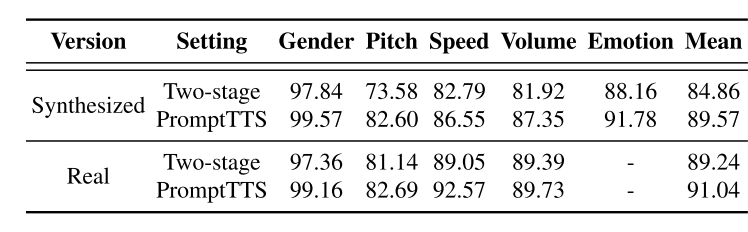 Version Setting Gender Pitch Speed Volume Emotion Mean
Synthesized
Two-stage 97.84 73.58 82.79 81.92 88.16 84.86
PromptTTS 99.57 82.60 86.55 87.35 91.78 89.57
Real
Two-stage 97.36 81.14 89.05 89.39 - 89.24
PromptTTS 99.16 82.69 92.57 89.73 - 91.04